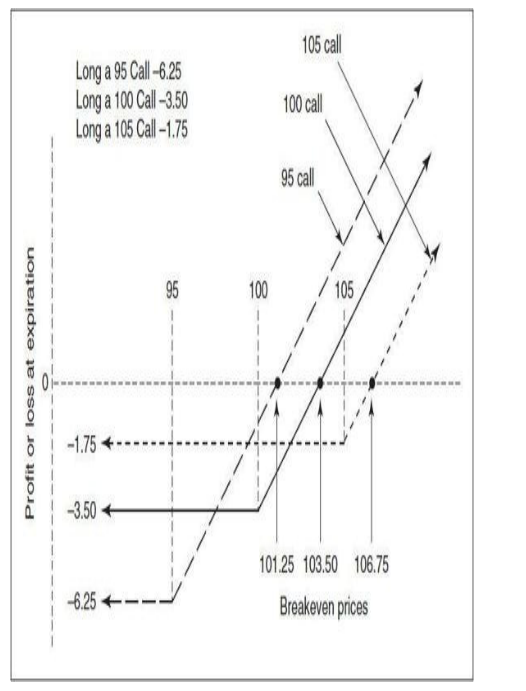 105 call
Long a 95 Call –6.25
Long a 100 Call –3.50
Long a 105 Call –1.75
100 call
95 call
95 100 105
Profit or loss at expiration
0
–1.75
–3.50
–6.25
101.25 103.50 106.75
Breakeven prices